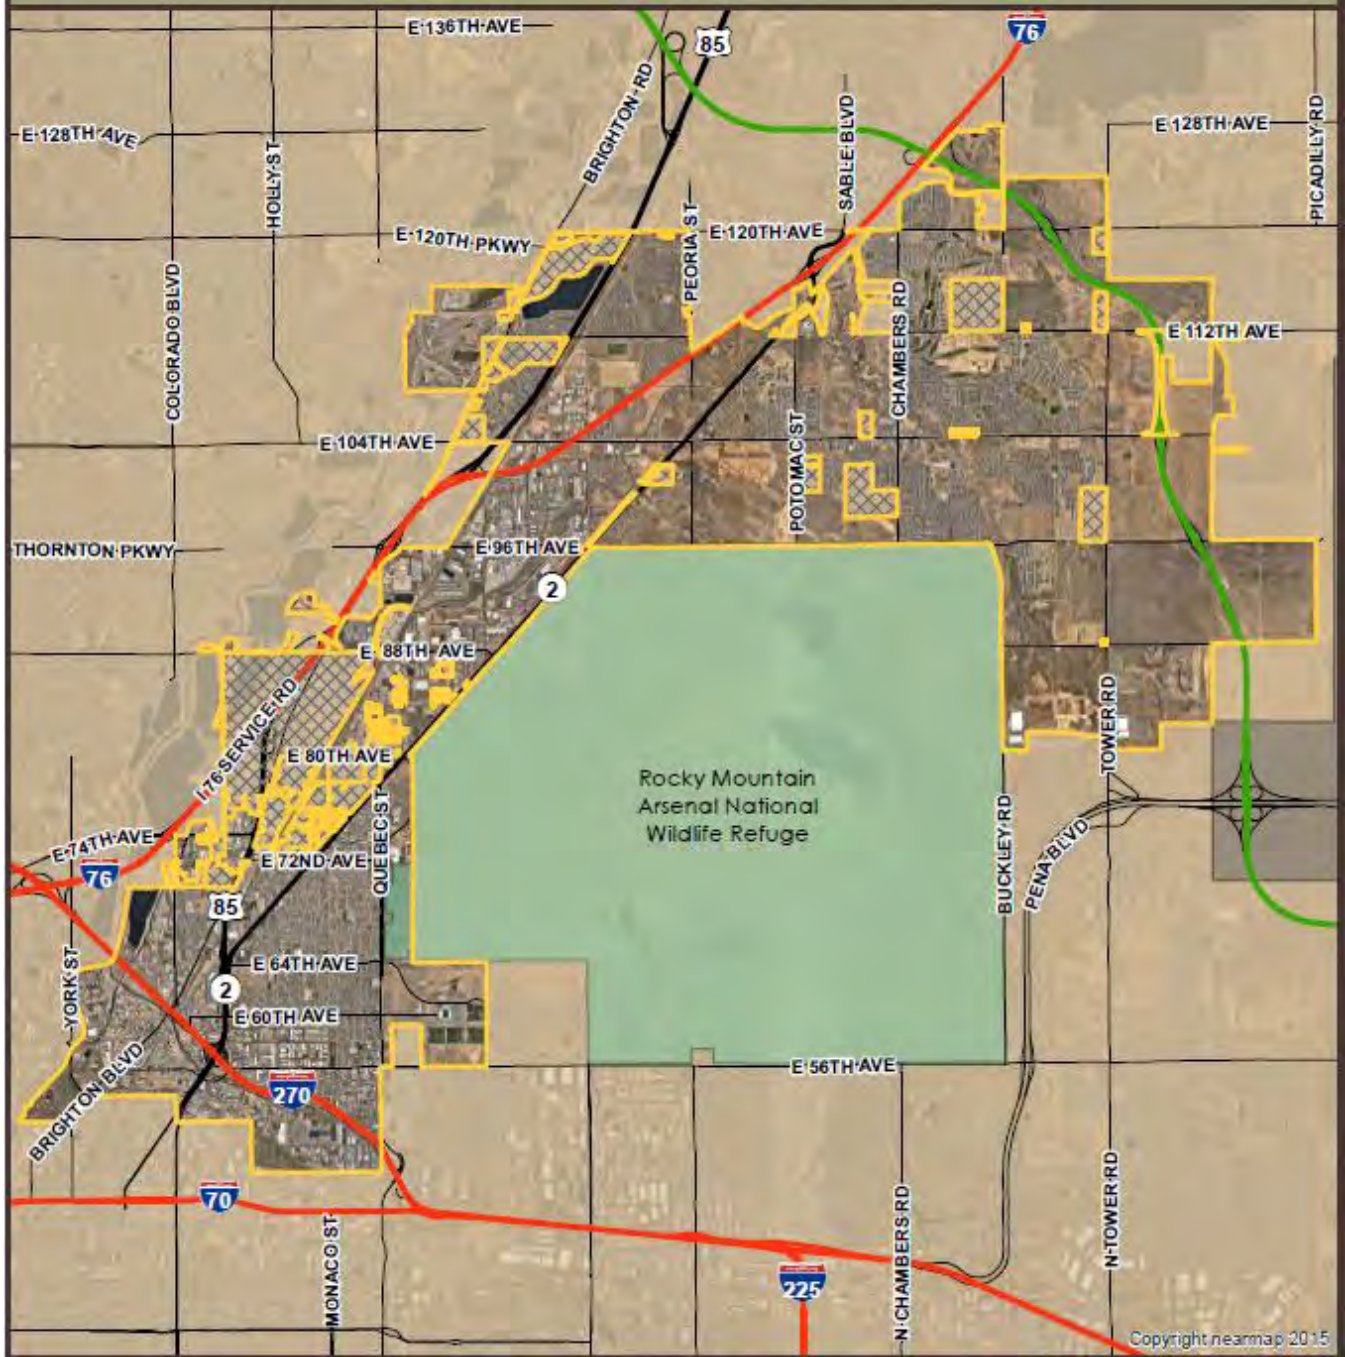 E 136TH AVE
85
76
BRIGHTON RD
SABLE BLVD
E 128TH AVE
E 128TH AVE
PICADILLY RD
HOLLY ST
E 120TH PKWY
PEORIA ST
E 120TH AVE
COLORADO BLVD
CHAMBERS RD
E 112TH AVE
E 104TH AVE
POTOMAC ST
THORNTON PKWY
E 96TH AVE
2
E 88TH AVE
I 76 SERVICE RD
E 80TH AVE
TOWER RD
Rocky Mountain
Arsenal National
Wildlife Refuge
QUEBEC ST
BUCKLEY RD
PENA BLVD
E 74TH AVE
E 72ND AVE
76
85
YORK ST
E 64TH AVE
2
E 60TH AVE
BRIGHTON BLVD
E 56TH AVE
270
70
MONACO ST
225
N CHAMBERS RD
N TOWER RD
Copyright nearmap 2015